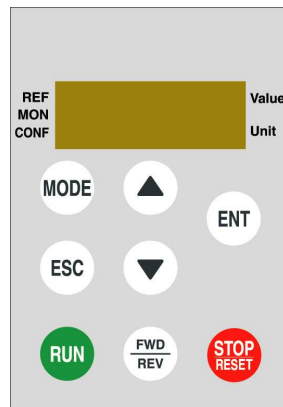 REF
MON
CONF
Value
Unit
MODE
ENT
ESC
RUN
FWD
REV
STOP
RESET